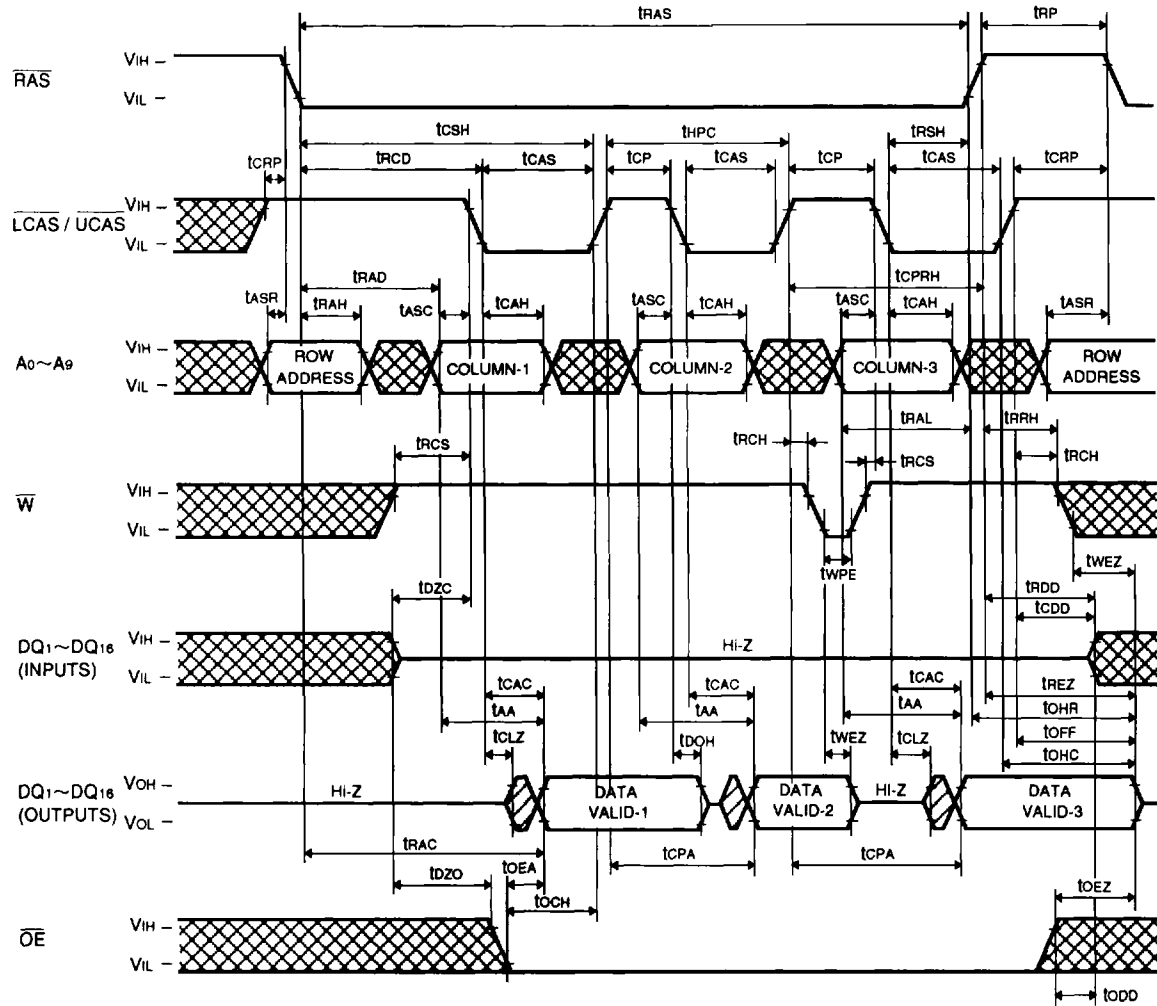 tRAS tRP
RAS VIH
VIL
tCSH tHPC tRSH
tCRP tRCD tCAS tCP tCAS tCP tCAS tCRP
LCAS / UCAS VIH
VIL
tRAD tCPRH
tASR tRAH tASC tCAH tASC tCAH tASC tCAH tASR
A0~A9 VIH
VIL
ROW ADDRESS COLUMN-1 COLUMN-2 COLUMN-3 ROW ADDRESS
tRAL tRRH
tRCS tRCH tRCS tRCH
W VIH
VIL
tWPE tWEZ
tDZC tRDD
tCDD
DQ1~DQ16 (INPUTS) VIH
VIL
Hi-Z
tCAC tCAC tCAC tREZ
tAA tAA tAA tOHR
tCLZ tDOH tWEZ tCLZ tOFF
tOHC
DQ1~DQ16 (OUTPUTS) VOH
VOL
Hi-Z DATA VALID-1 DATA VALID-2 Hi-Z DATA VALID-3
tRAC tCPA tCPA
tDZO tOEA tOEZ
tOCH
OE VIH
VIL
tODD